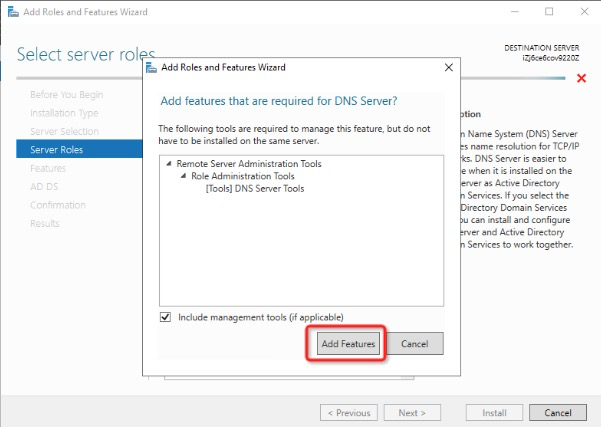 Add Roles and Features Wizard
Select server roles
DESTINATION SERVER
iZj6ce6cov9220Z
Before You Begin
Installation Type
Server Selection
Server Roles
Features
AD DS
Confirmation
Results
Add Roles and Features Wizard
Add features that are required for DNS Server?
The following tools are required to manage this feature, but do not
have to be installed on the same server.
Remote Server Administration Tools
Role Administration Tools
[Tools] DNS Server Tools
Include management tools (if applicable)
Add Features
Cancel
ption
n Name System (DNS) Server
es name resolution for TCP/IP
rks. DNS Server is easier to
e when it is installed on the
erver as Active Directory
n Services. If you select the
Directory Domain Services
ou can install and configure
erver and Active Directory
n Services to work together.
< Previous
Next >
Install
Cancel